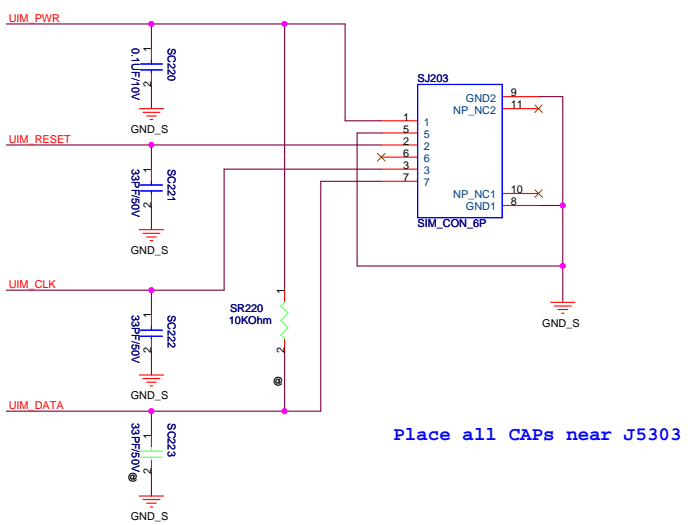 UIM_PWR
1
SC220
0.1UF/10V
2
GND_S
SJ203
GND2 9
NP_NC2 11
1 1
5 5
2 2
6 6
3 3
7 7
NP_NC1 10
GND1 8
SIM_CON_6P
UIM_RESET
1
SC221
33PF/50V
2
GND_S
UIM_CLK
1
SC222
33PF/50V
2
GND_S
1
SR220
10KOhm
2
@
GND_S
UIM_DATA
1
SC223
33PF/50V
2
@
GND_S
Place all CAPs near J5303